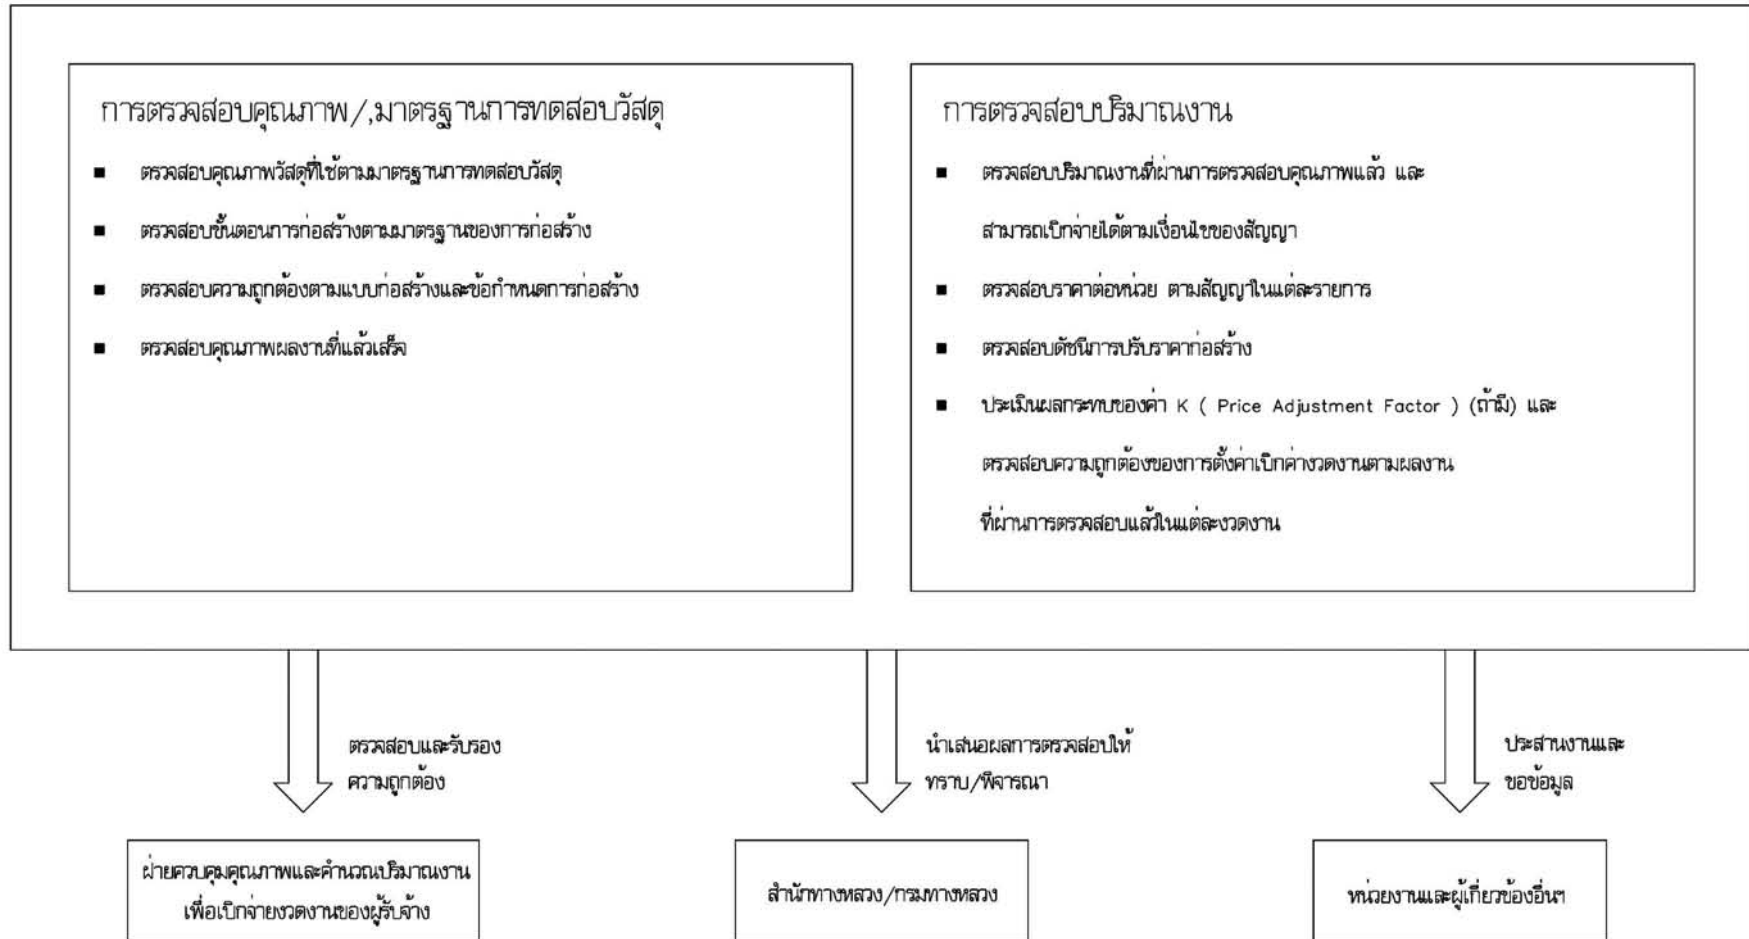 การตรวจสอบคุณภาพ/,มาตรฐานการทดสอบวัสดุ
■ ตรวจสอบคุณภาพวัสดุที่ใช้ตามมาตรฐานการทดสอบวัสดุ
■ ตรวจสอบขั้นตอนการก่อสร้างตามมาตรฐานของการก่อสร้าง
■ ตรวจสอบความถูกต้องตามแบบก่อสร้างและข้อกำหนดการก่อสร้าง
■ ตรวจสอบคุณภาพผลงานที่แล้วเสร็จ
การตรวจสอบปริมาณงาน
■ ตรวจสอบปริมาณงานที่ผ่านการตรวจสอบคุณภาพแล้ว และ
สามารถเบิกจ่ายได้ตามเงื่อนไขของสัญญา
■ ตรวจสอบราคาต่อหน่วย ตามสัญญาในแต่ละรายการ
■ ตรวจสอบดัชนีการปรับราคาก่อสร้าง
■ ประเมินผลกระทบของค่า K ( Price Adjustment Factor ) (ถ้ามี) และ
ตรวจสอบความถูกต้องของการตั้งค่าเบิกค่างวดงานตามผลงาน
ที่ผ่านการตรวจสอบแล้วในแต่ละงวดงาน
ตรวจสอบและรับรอง
ความถูกต้อง
นำเสนอผลการตรวจสอบให้
ทราบ/พิจารณา
ประสานงานและ
ขอข้อมูล
ฝ่ายควบคุมคุณภาพและคำนวณปริมาณงาน
เพื่อเบิกจ่ายงวดงานของผู้รับจ้าง
สำนักทางหลวง/กรมทางหลวง
หน่วยงานและผู้เกี่ยวข้องอื่นๆ